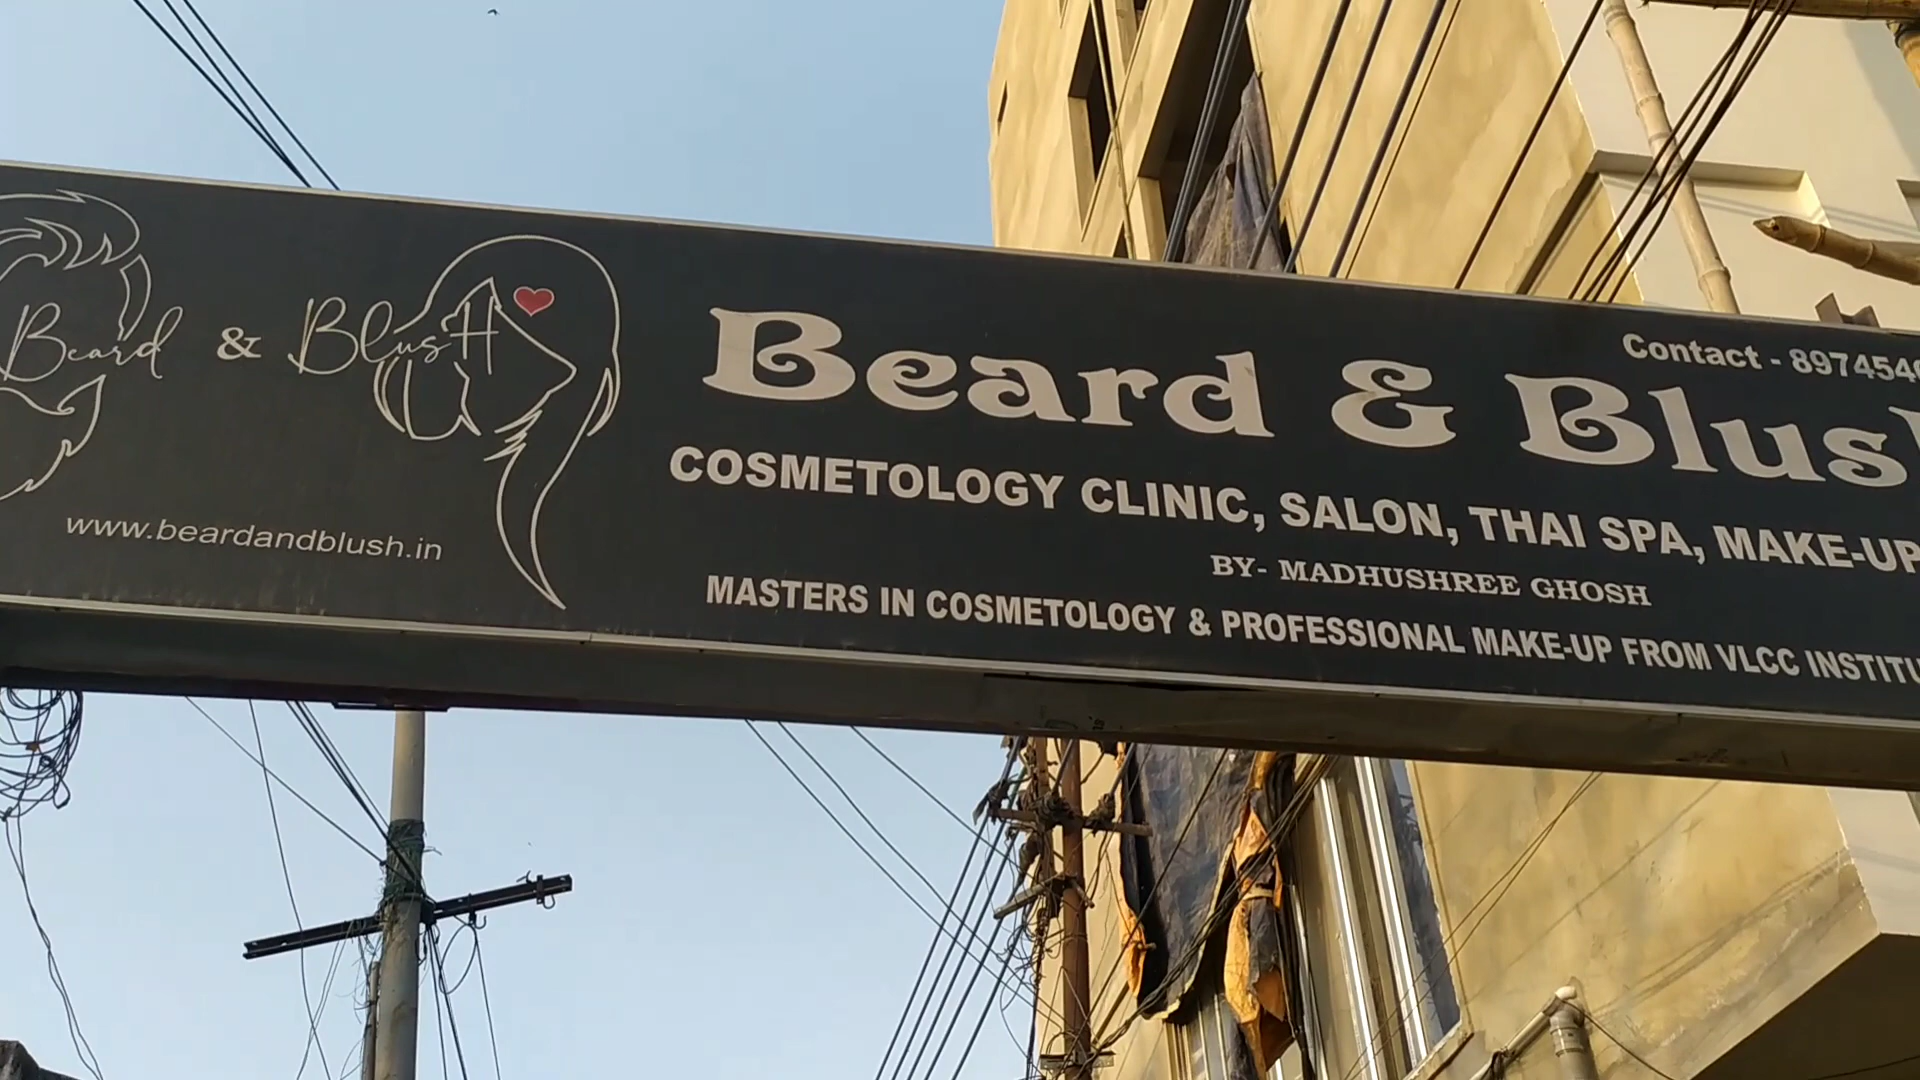 Beard & Blush
www.beardandblush.in
Contact - 8974540
Beard & Blush
COSMETOLOGY CLINIC, SALON, THAI SPA, MAKE-UP
BY- MADHUSHREE GHOSH
MASTERS IN COSMETOLOGY & PROFESSIONAL MAKE-UP FROM VLCC INSTITU